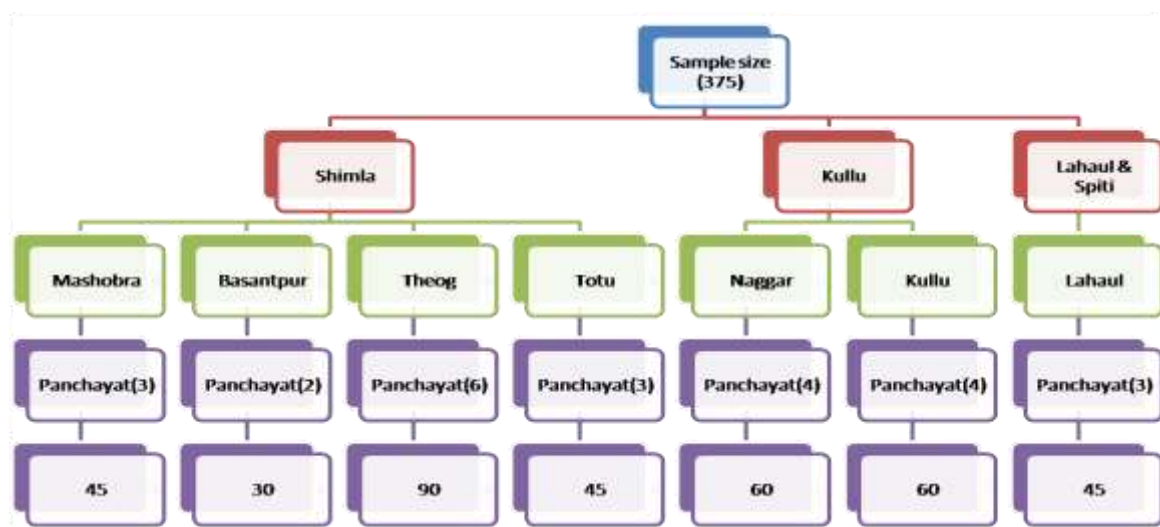 Sample size
(375)
Shimla
Kullu
Lahaul &
Spiti
Mashobra
Basantpur
Theog
Totu
Naggar
Kullu
Lahaul
Panchayat(3)
Panchayat(2)
Panchayat(6)
Panchayat(3)
Panchayat(4)
Panchayat(4)
Panchayat(3)
45
30
90
45
60
60
45